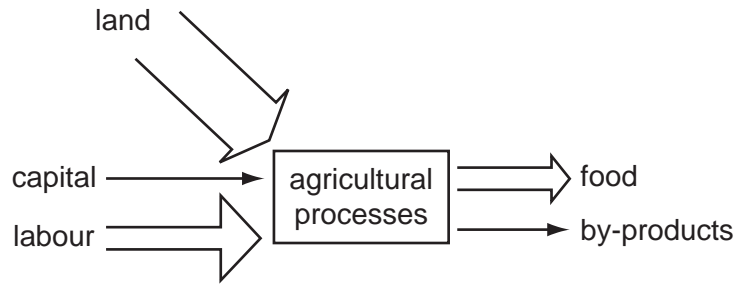 land
capital
labour
agricultural
processes
food
by-products